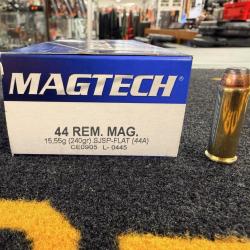 MAGTECH
44 REM. MAG.
15,55g (240gr) SJSP-FLAT (44A)
CE0905 L- 0445